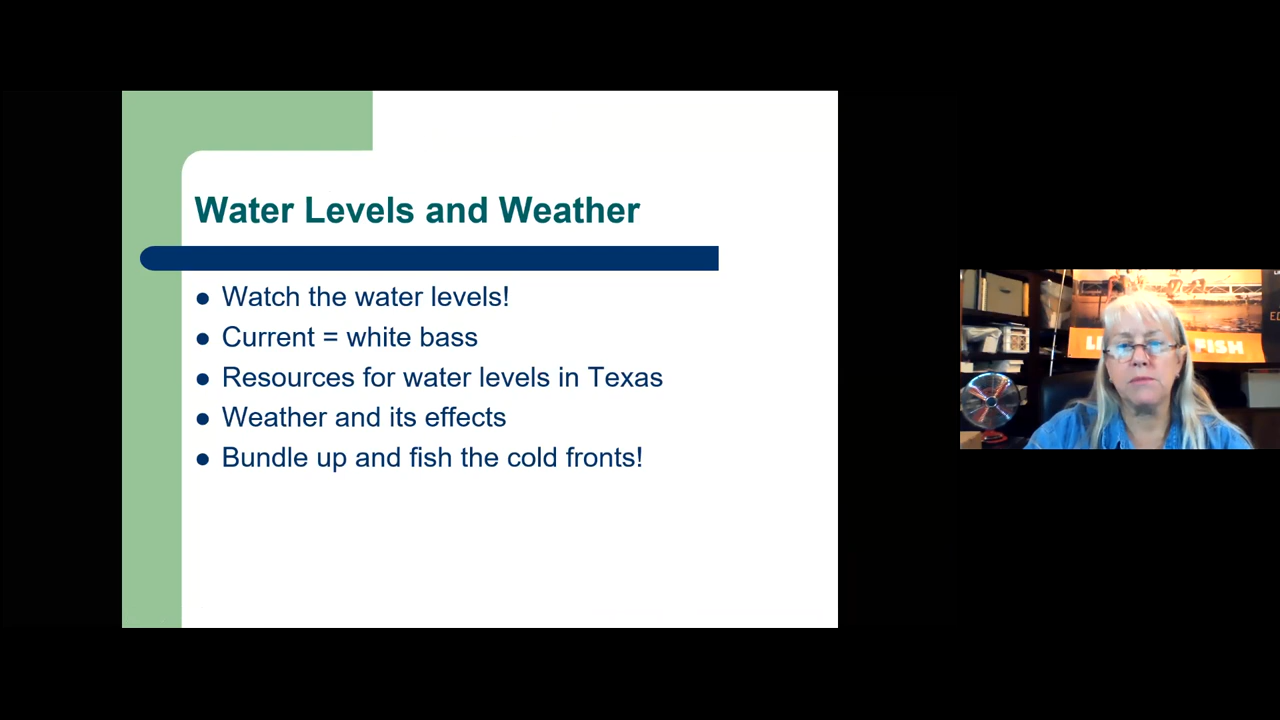 Water Levels and Weather
Watch the water levels!
Current = white bass
Resources for water levels in Texas
Weather and its effects
Bundle up and fish the cold fronts!
FISH